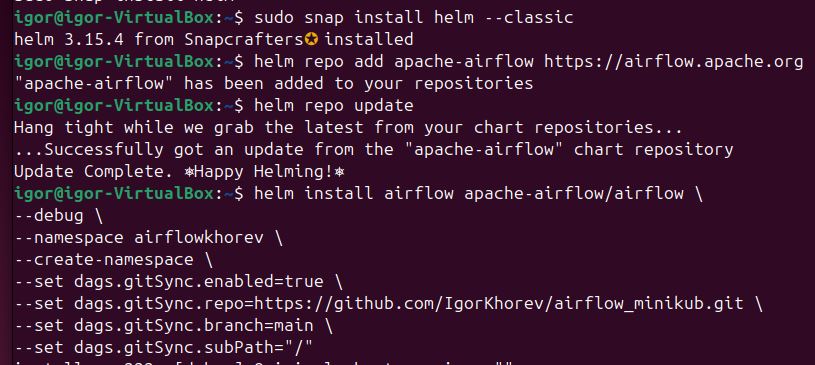 igor@igor-VirtualBox:~$ sudo snap install helm --classic
helm 3.15.4 from Snapcrafters✪ installed
igor@igor-VirtualBox:~$ helm repo add apache-airflow https://airflow.apache.org
"apache-airflow" has been added to your repositories
igor@igor-VirtualBox:~$ helm repo update
Hang tight while we grab the latest from your chart repositories...
...Successfully got an update from the "apache-airflow" chart repository
Update Complete. ⎈Happy Helming!⎈
igor@igor-VirtualBox:~$ helm install airflow apache-airflow/airflow \
--debug \
--namespace airflowkhorev \
--create-namespace \
--set dags.gitSync.enabled=true \
--set dags.gitSync.repo=https://github.com/IgorKhorev/airflow_minikub.git \
--set dags.gitSync.branch=main \
--set dags.gitSync.subPath="/"